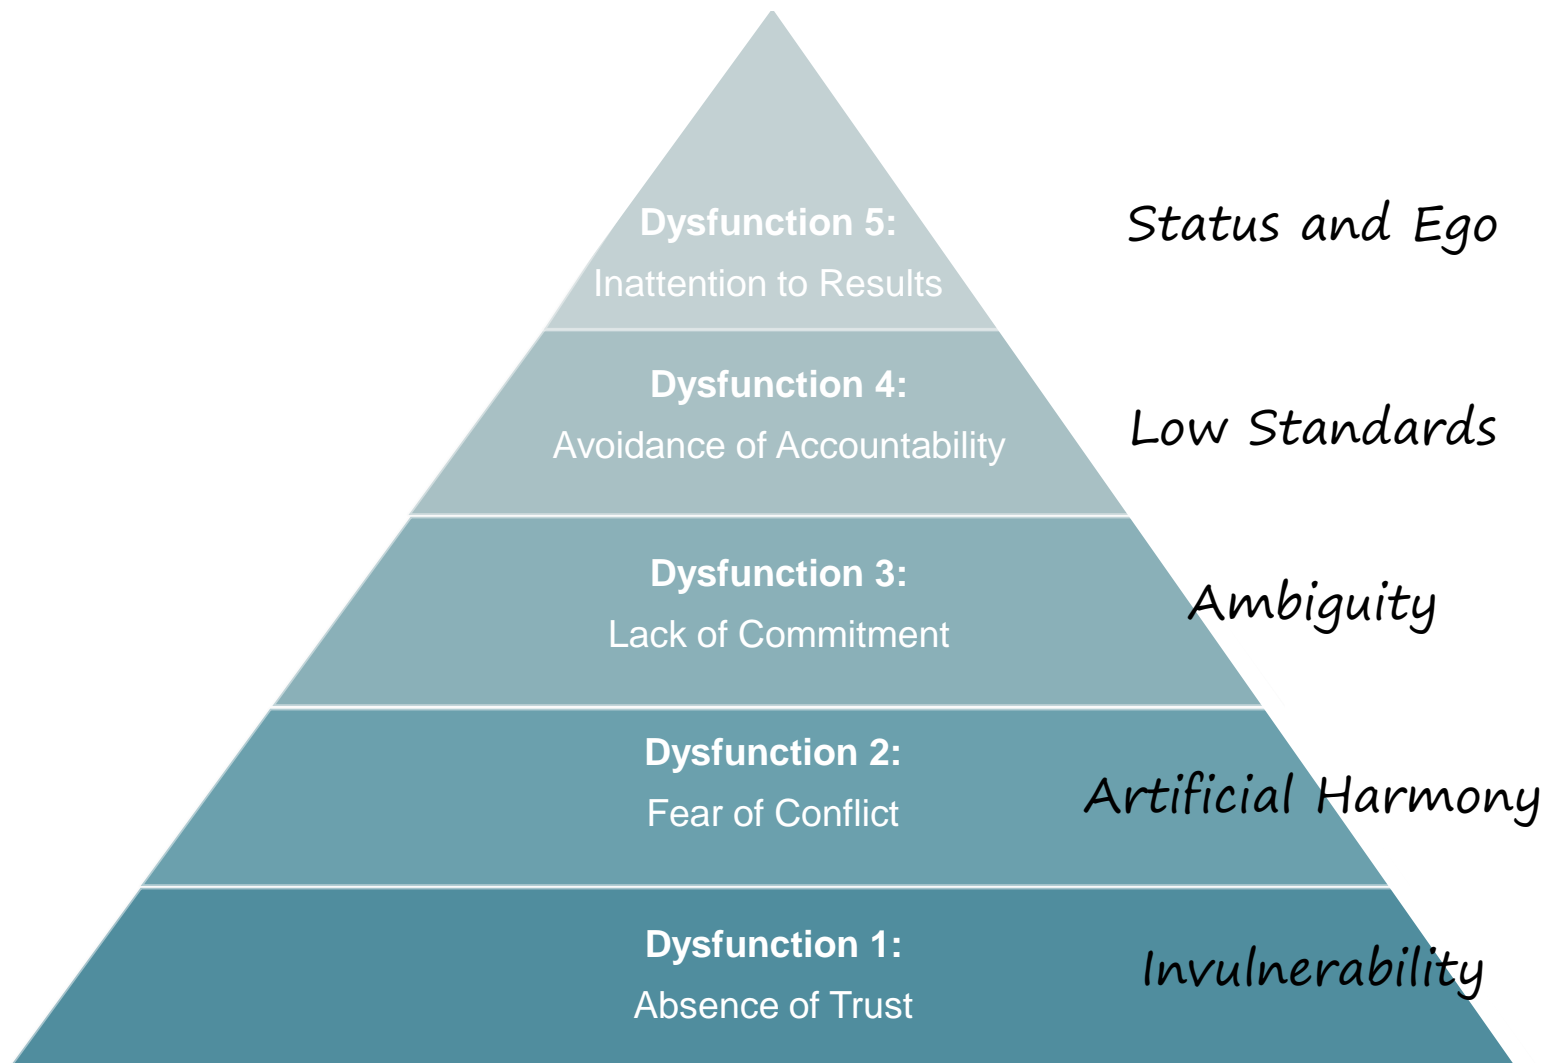 Dysfunction 5:
Status and Ego
Inattention to Results
Dysfunction 4:
Low Standards
Avoidance of Accountability
Dysfunction 3:
Ambiguity
Lack of Commitment
Dysfunction 2:
Artificial Harmony
Fear of Conflict
Dysfunction 1:
Invulnerability
Absence of Trust